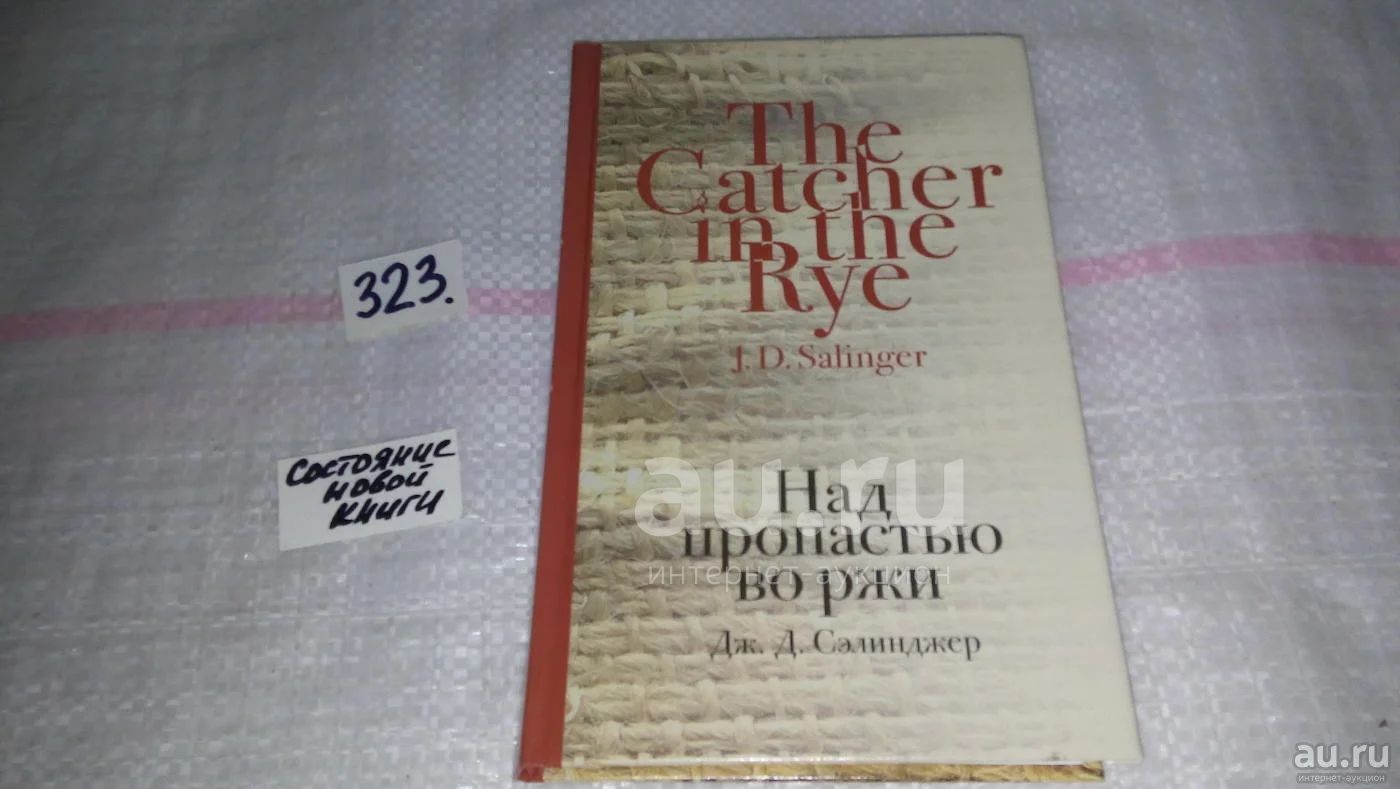 The
Catcher
in the
Rye
J. D. Salinger
323.
Состояние
новой
книги
au.ru
интернет-аукцион
Над
пропастью
во ржи
Дж. Д. Сэлинджер
au.ru
интернет-аукцион